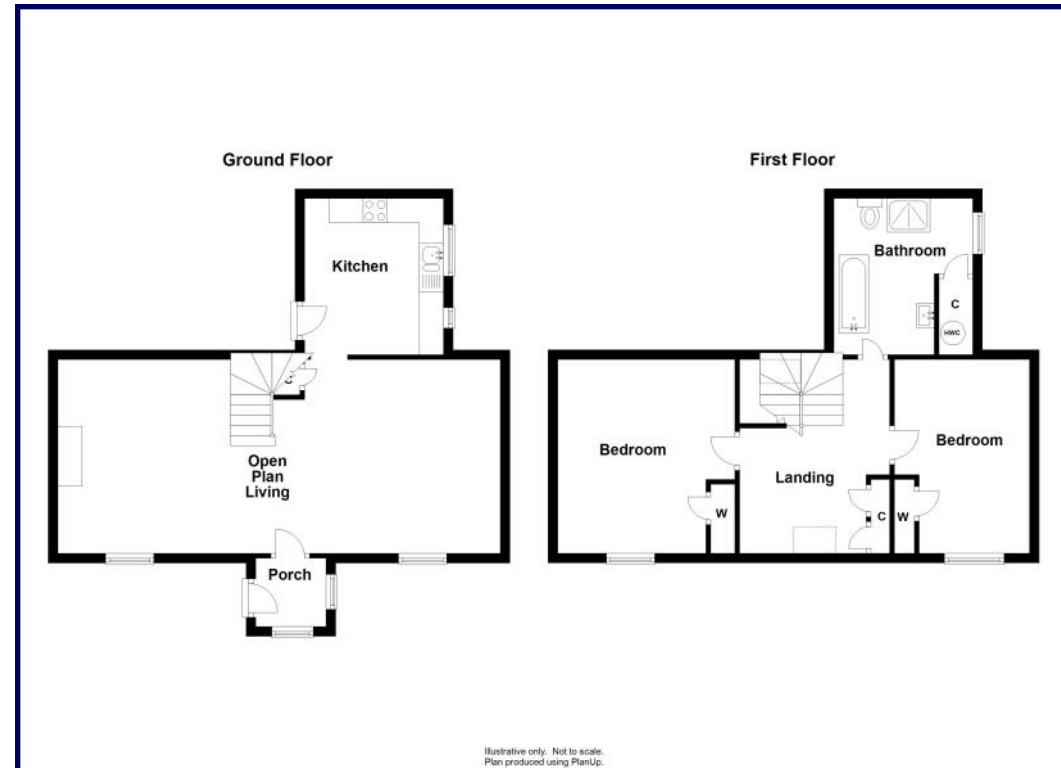 Ground Floor
Kitchen
C
Open
Plan
Living
Porch
First Floor
Bathroom
C
HWC
Bedroom
Landing
Bedroom
W
C
W
Illustrative only. Not to scale.
Plan produced using PlanUp.